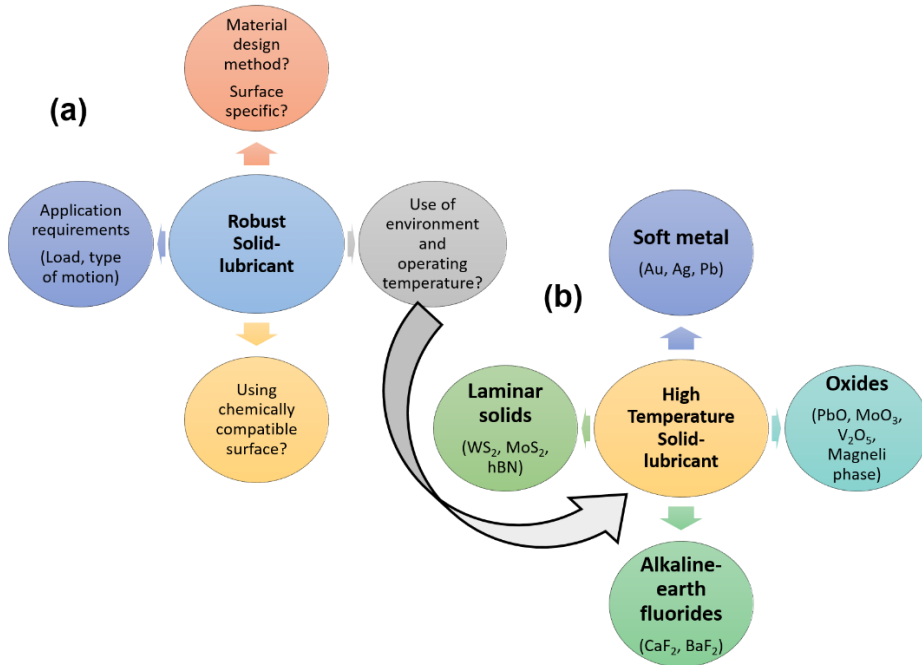 (a)
Material
design
method?
Surface
specific?
Application
requirements
(Load, type
of motion)
Robust
Solid-
lubricant
Use of
environment
and
operating
temperature?
Using
chemically
compatible
surface?
(b)
Soft metal
(Au, Ag, Pb)
Laminar
solids
(WS₂, MoS₂,
hBN)
High
Temperature
Solid-
lubricant
Oxides
(PbO, MoO₃,
V₂O₅,
Magneli
phase)
Alkaline-
earth
fluorides
(CaF₂, BaF₂)